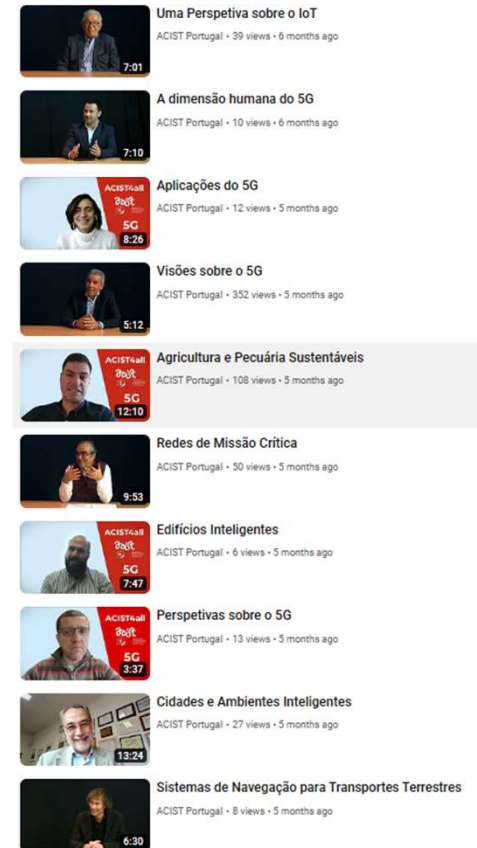 Uma Perspetiva sobre o IoT
ACIST Portugal • 39 views • 6 months ago
7:01
A dimensão humana do 5G
ACIST Portugal • 10 views • 6 months ago
7:10
Aplicações do 5G
ACIST4all
ACIST Portugal • 12 views • 5 months ago
5G
8:26
Visões sobre o 5G
ACIST Portugal • 352 views • 5 months ago
5:12
Agricultura e Pecuária Sustentáveis
ACIST4all
ACIST Portugal • 108 views • 5 months ago
5G
12:10
Redes de Missão Crítica
ACIST Portugal • 50 views • 5 months ago
9:53
Edifícios Inteligentes
ACIST4all
ACIST Portugal • 6 views • 5 months ago
5G
7:47
Perspetivas sobre o 5G
ACIST4all
ACIST Portugal • 13 views • 5 months ago
5G
3:37
Cidades e Ambientes Inteligentes
ACIST Portugal • 27 views • 5 months ago
13:24
Sistemas de Navegação para Transportes Terrestres
ACIST Portugal • 8 views • 5 months ago
6:30